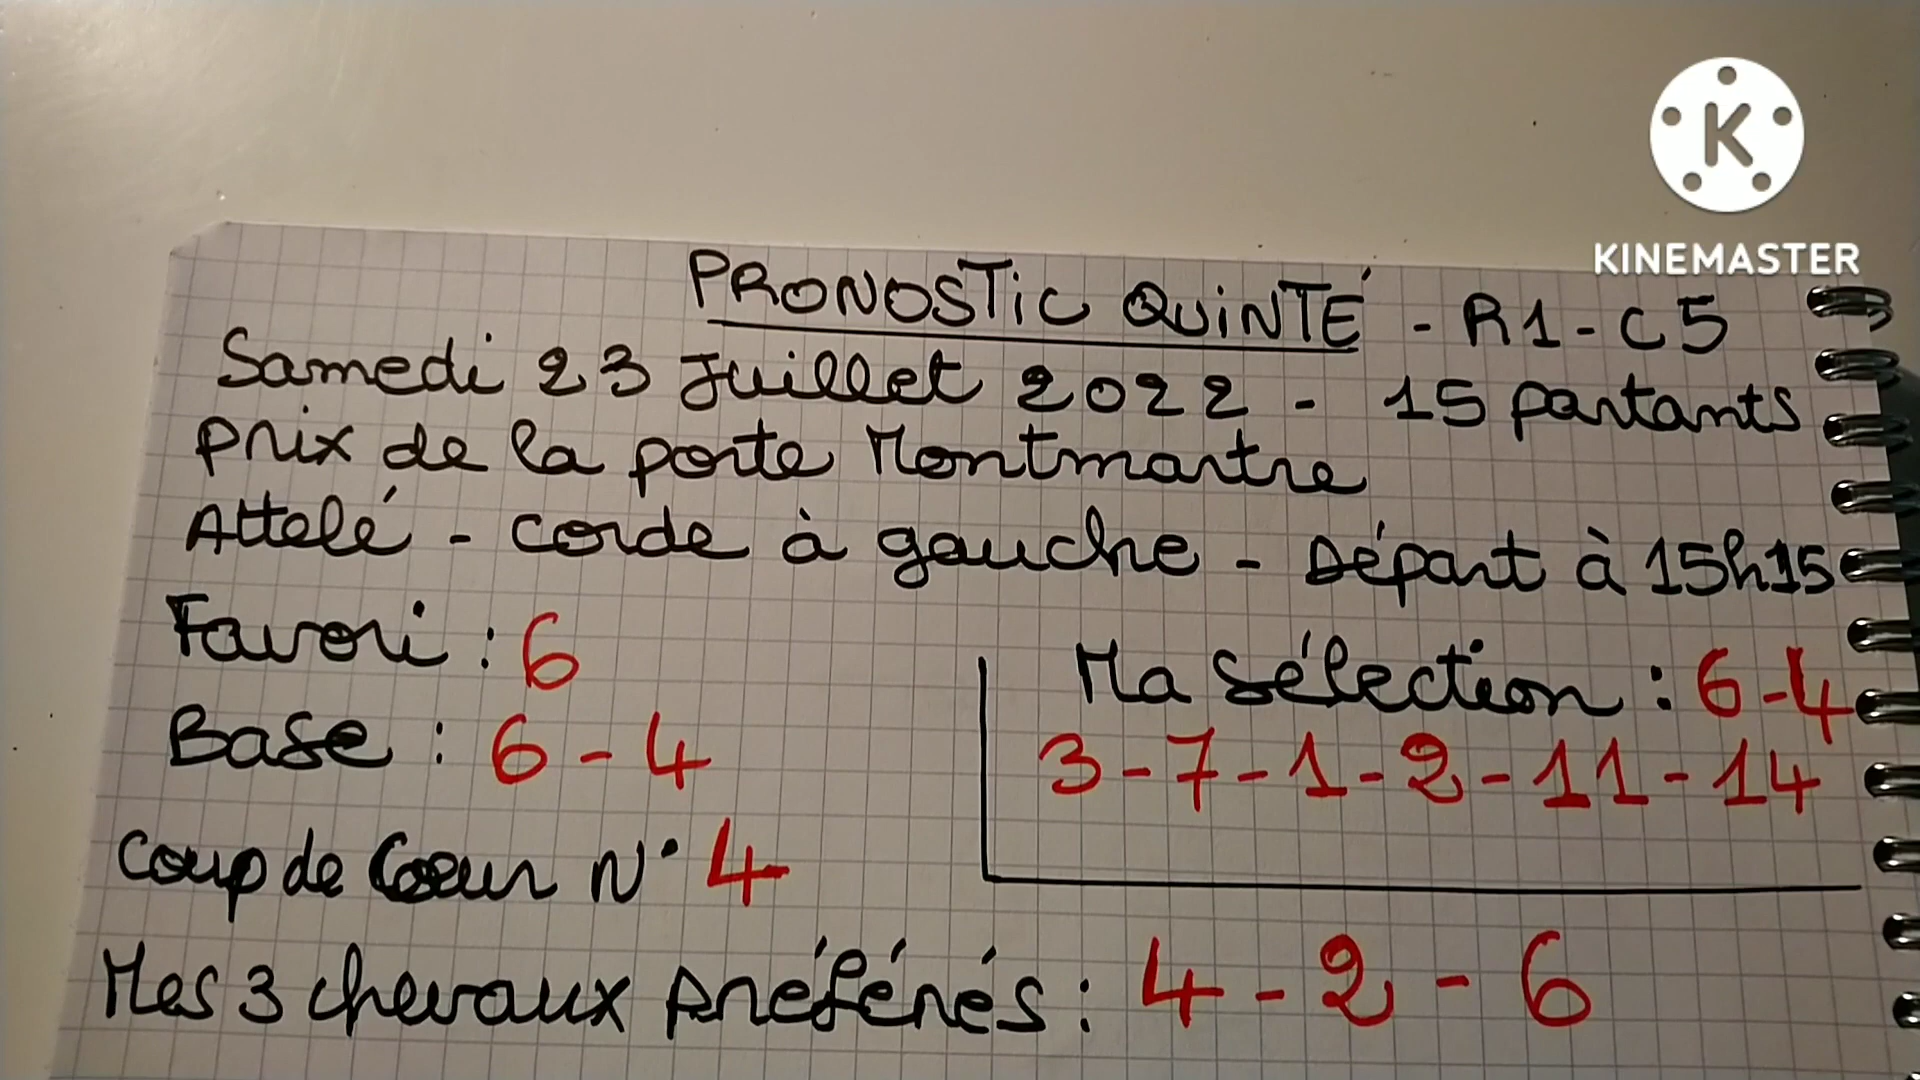 KINEMASTER
PRONOSTIC QUINTÉ - R1 - C5
Samedi 23 Juillet 2022 - 15 partants
Prix de la porte Montmartre
Attelé - corde à gauche - Départ à 15h15
Favori : 6
Base : 6 - 4
Coup de Coeur N° 4
Ma sélection : 6 - 4
3 - 7 - 1 - 2 - 11 - 14
Mes 3 chevaux préférés : 4 - 2 - 6